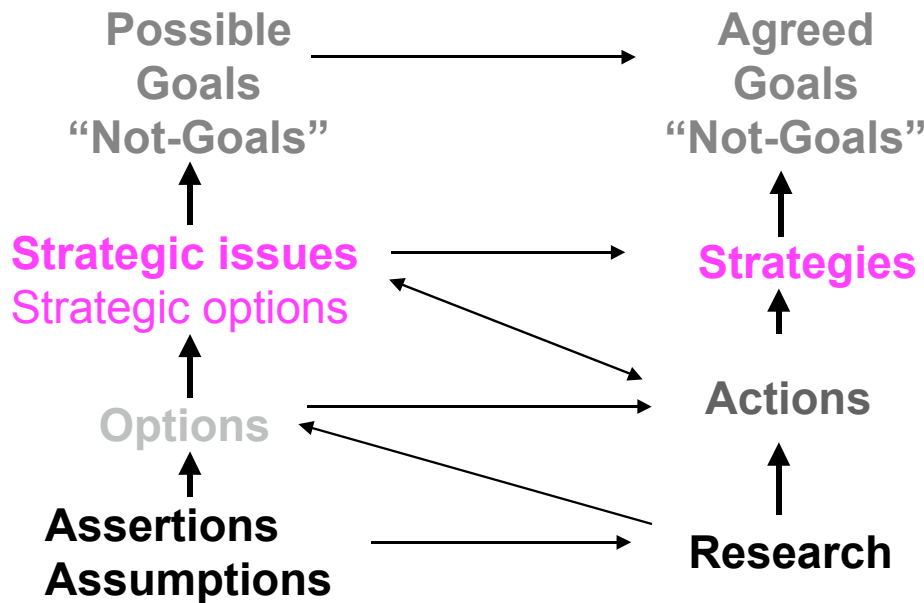 Possible
Goals
“Not-Goals”
Agreed
Goals
“Not-Goals”
Strategic issues
Strategic options
Strategies
Options
Actions
Assertions
Assumptions
Research